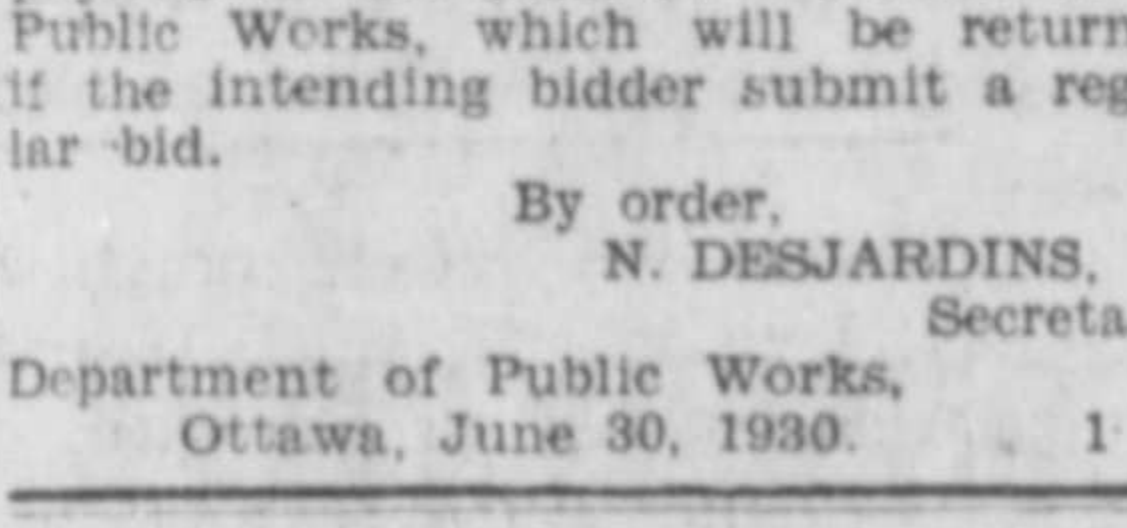 Public Works, which will be return
if the intending bidder submit a reg
lar bid.
By order,
N. DESJARDINS,
Secreta
Department of Public Works,
Ottawa, June 30, 1930. 1